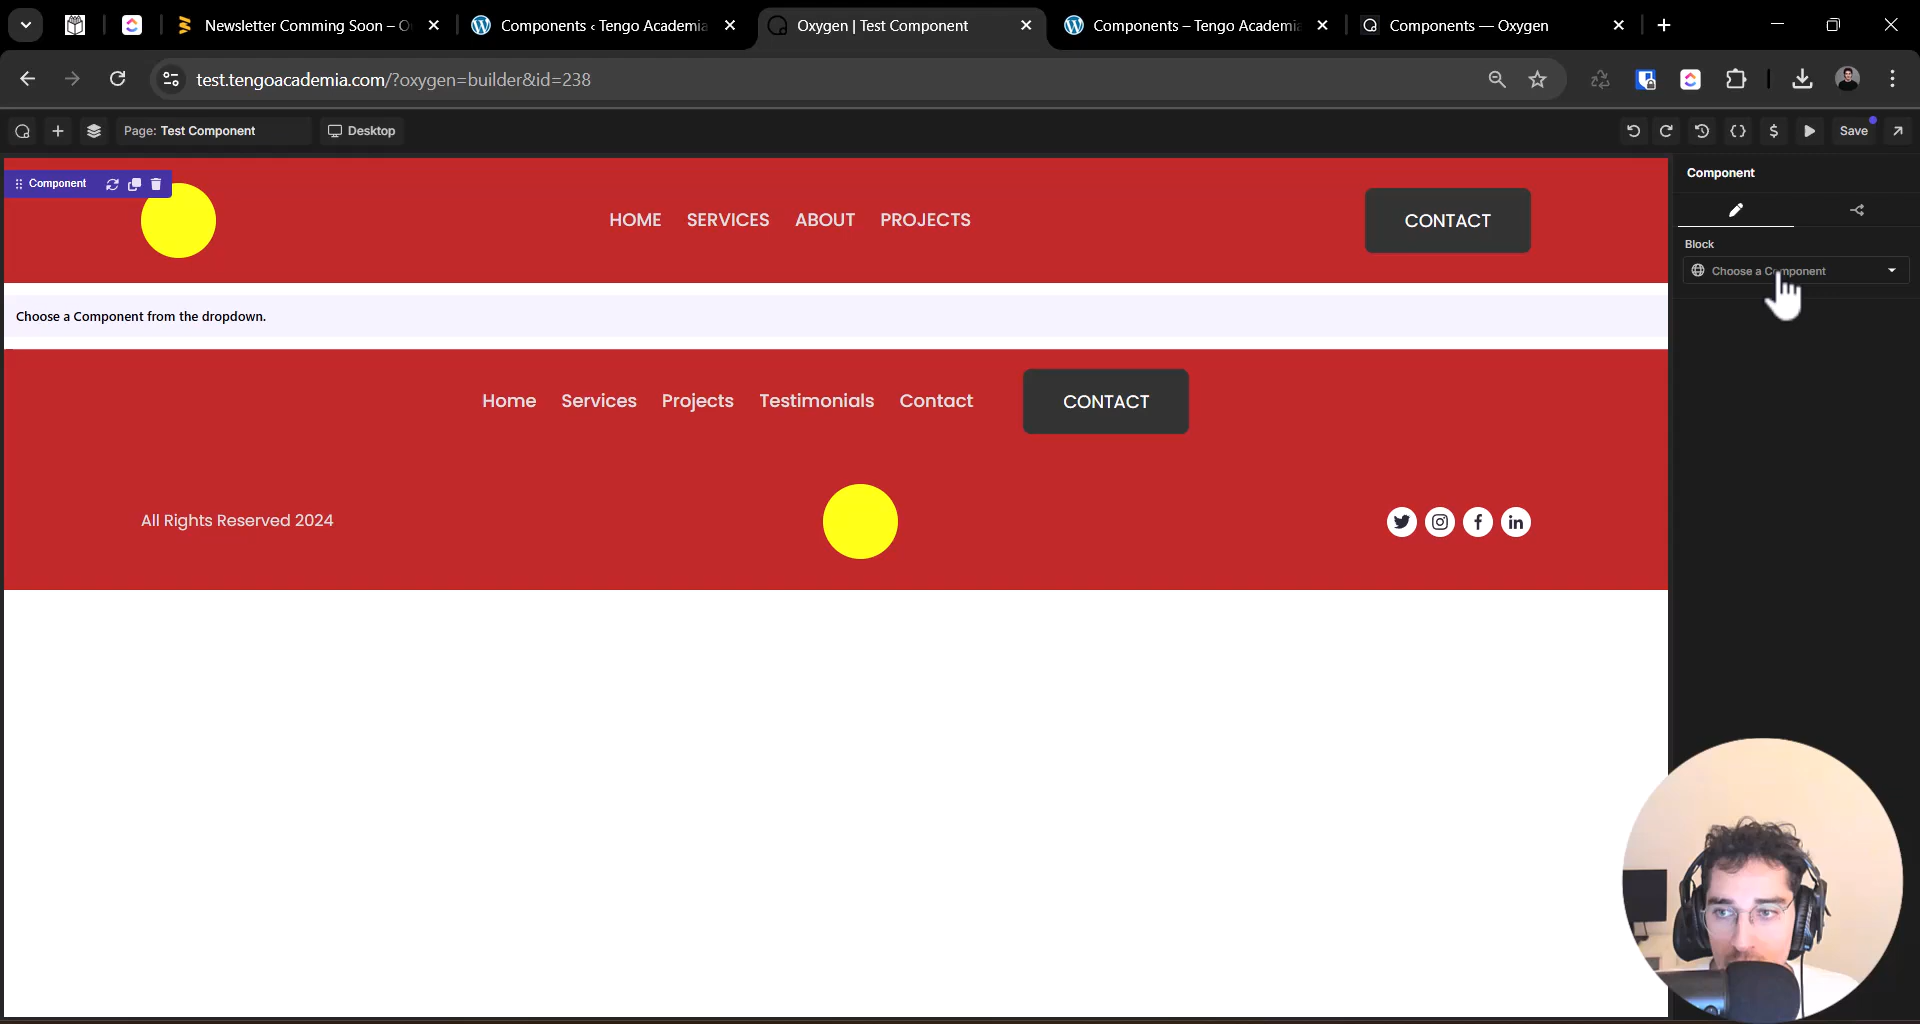 Newsletter Comming Soon – O
Components ‹ Tengo Academia
Oxygen | Test Component
Components – Tengo Academia
Components — Oxygen
test.tengoacademia.com/?oxygen=builder&id=238
Page: Test Component
Desktop
Save
Component
Component
HOME
SERVICES
ABOUT
PROJECTS
CONTACT
Block
Choose a Component
Choose a Component from the dropdown.
Home
Services
Projects
Testimonials
Contact
CONTACT
All Rights Reserved 2024